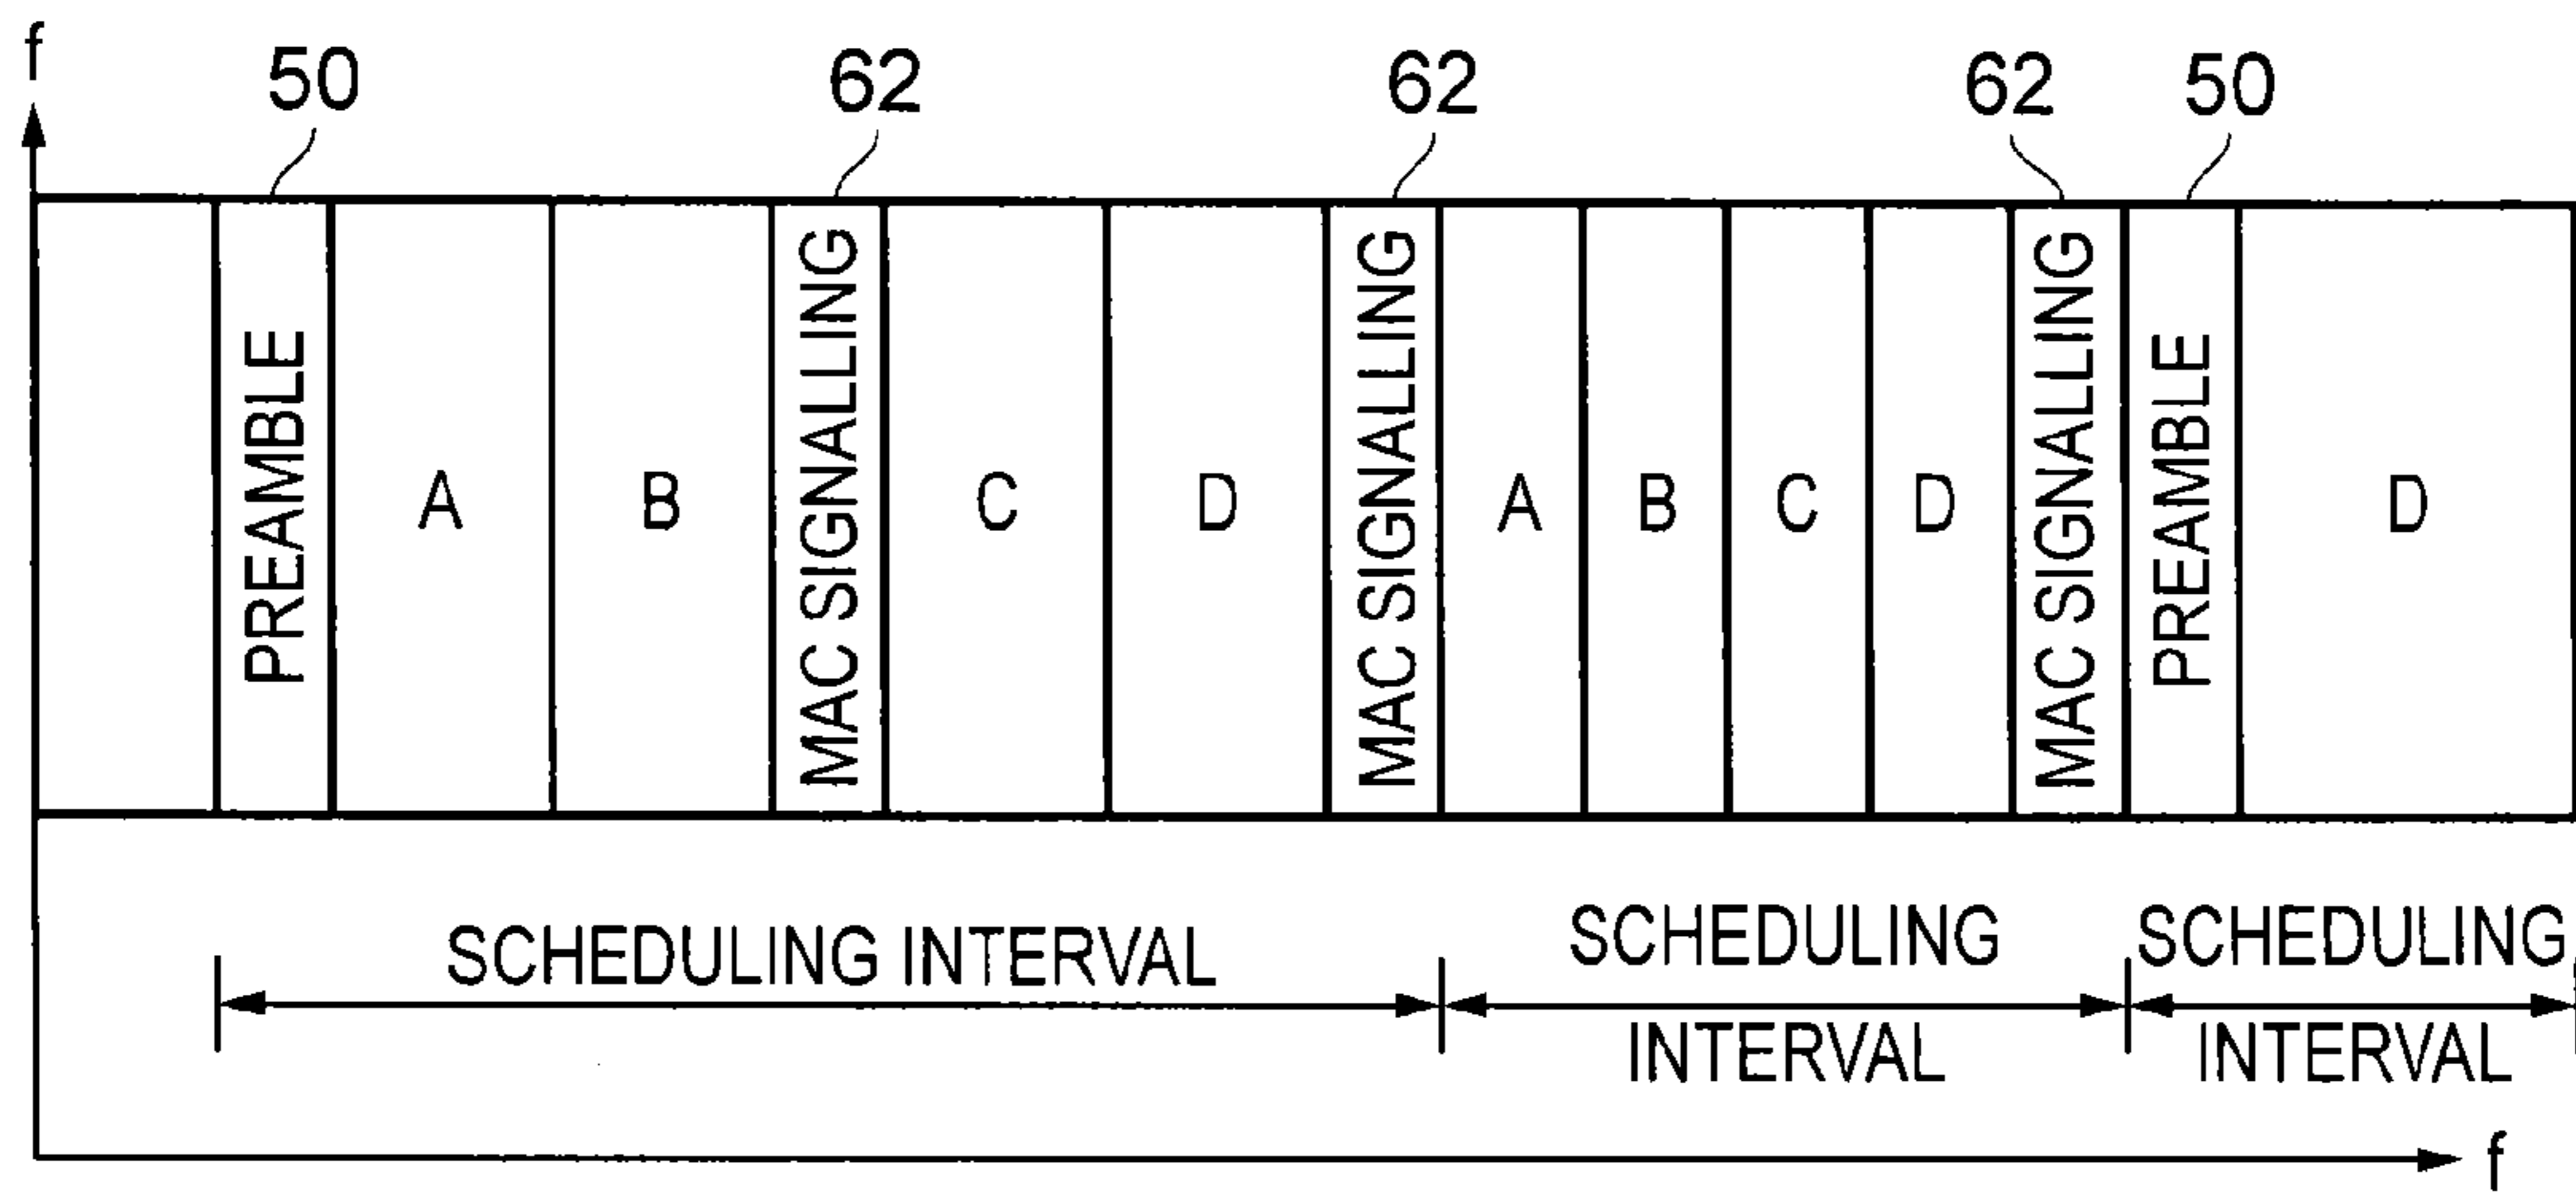 f
50
62
62
62
50
PREAMBLE
A
B
MAC SIGNALLING
C
D
MAC SIGNALLING
A
B
C
D
MAC SIGNALLING
PREAMBLE
D
SCHEDULING INTERVAL
SCHEDULING
INTERVAL
SCHEDULING
INTERVAL
f